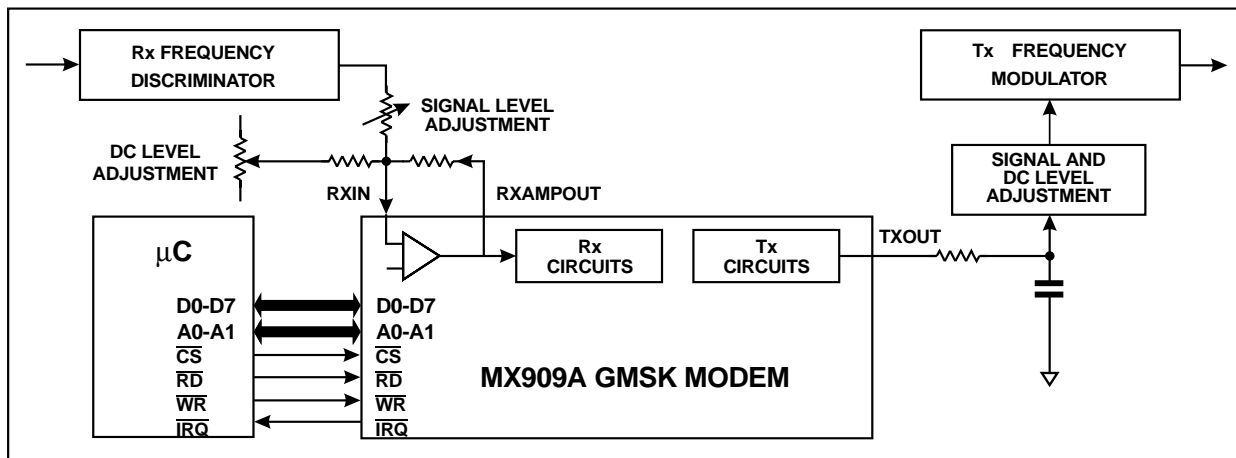 Rx FREQUENCY
DISCRIMINATOR
Tx FREQUENCY
MODULATOR
SIGNAL LEVEL
ADJUSTMENT
DC LEVEL
ADJUSTMENT
SIGNAL AND
DC LEVEL
ADJUSTMENT
RXIN
RXAMPOUT
TXOUT
µC
Rx
CIRCUITS
Tx
CIRCUITS
D0-D7
A0-A1
CS
RD
WR
IRQ
D0-D7
A0-A1
CS
RD
WR
IRQ
MX909A GMSK MODEM